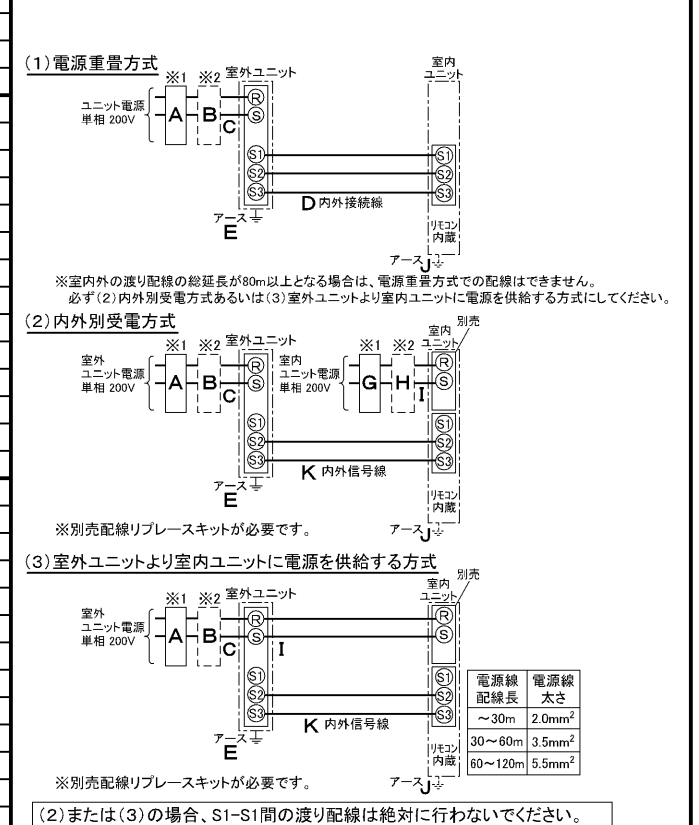 (1)電源重畳方式
※1 ※2 室外ユニット
室内
ユニット
ユニット電源
単相 200V
A B C
R
S
S1 S1
S2 S2
S3 S3
D 内外接続線
アース
E
リモコン
内蔵
アース J
※室内外の渡り配線の総延長が80m以上となる場合は、電源重畳方式での配線はできません。
必ず(2)内外別受電方式あるいは(3)室外ユニットより室内ユニットに電源を供給する方式にしてください。
(2)内外別受電方式
※1 ※2 室外ユニット
※1 ※2 室内
ユニット
別売
室外
ユニット電源
単相 200V
A B C
R
S
室内
ユニット電源
単相 200V
G H I
R
S
S1 S1
S2 S2
S3 S3
K 内外信号線
アース
E
リモコン
内蔵
※別売配線リプレースキットが必要です。
アース J
(3)室外ユニットより室内ユニットに電源を供給する方式
※1 ※2 室外ユニット
室内
ユニット
別売
室外
ユニット電源
単相 200V
A B C
R R
S I S
S1 S1
S2 S2
S3 S3
K 内外信号線
アース
E
リモコン
内蔵
電源線 電源線
配線長 太さ
~30m 2.0mm²
30~60m 3.5mm²
60~120m 5.5mm²
※別売配線リプレースキットが必要です。
アース J
(2)または(3)の場合、S1-S1間の渡り配線は絶対に行わないでください。